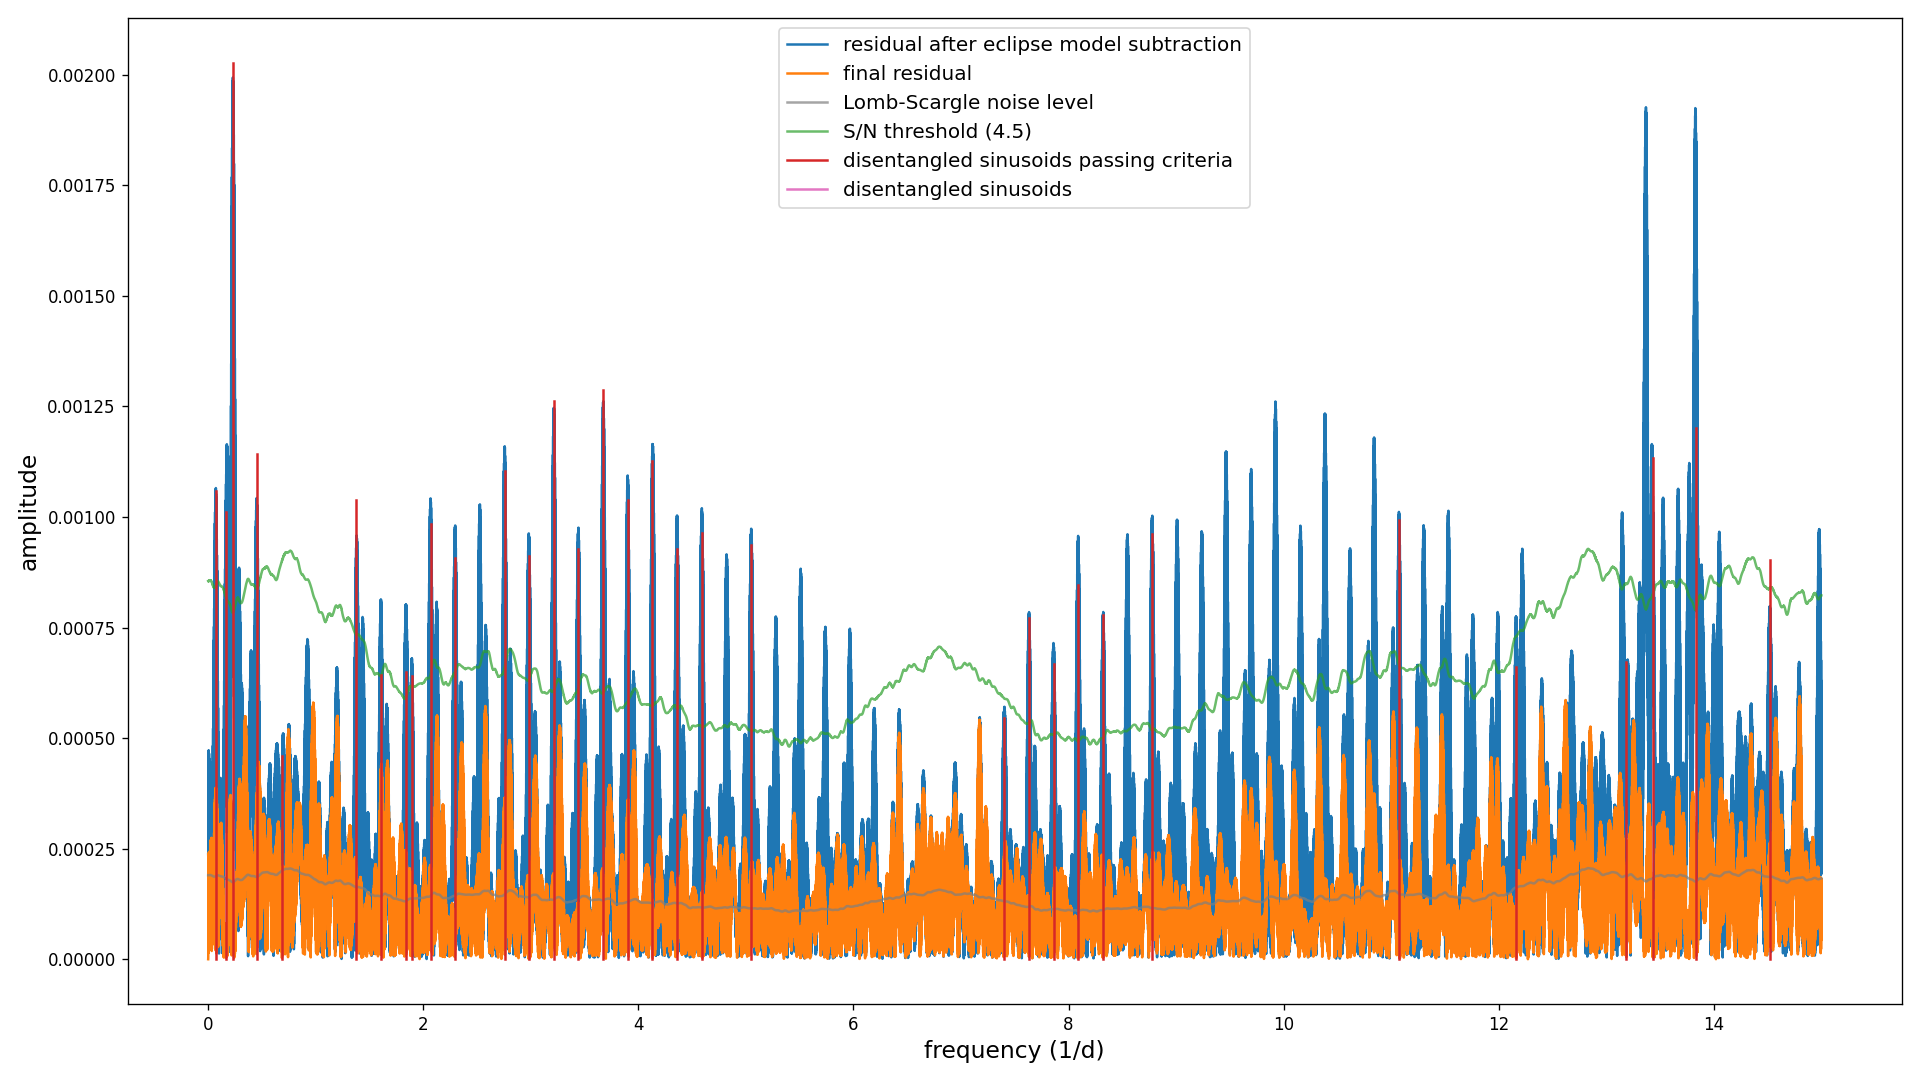 residual after eclipse model subtraction
final residual
Lomb-Scargle noise level
S/N threshold (4.5)
disentangled sinusoids passing criteria
disentangled sinusoids
amplitude
0.00200
0.00175
0.00150
0.00125
0.00100
0.00075
0.00050
0.00025
0.00000
0 2 4 6 8 10 12 14
frequency (1/d)